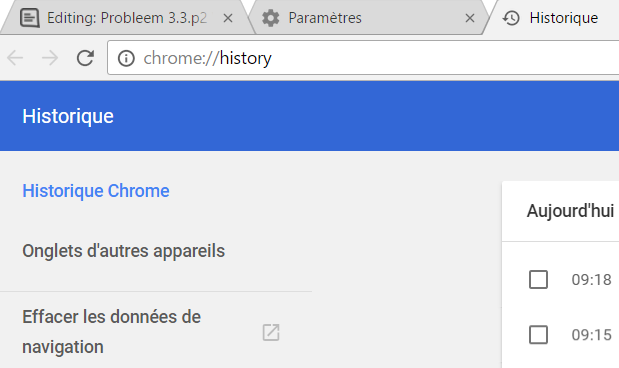 Editing: Probleem 3.3.p2
Paramètres
Historique
chrome://history
Historique
Historique Chrome
Onglets d'autres appareils
Effacer les données de
navigation
Aujourd'hui
09:18
09:15